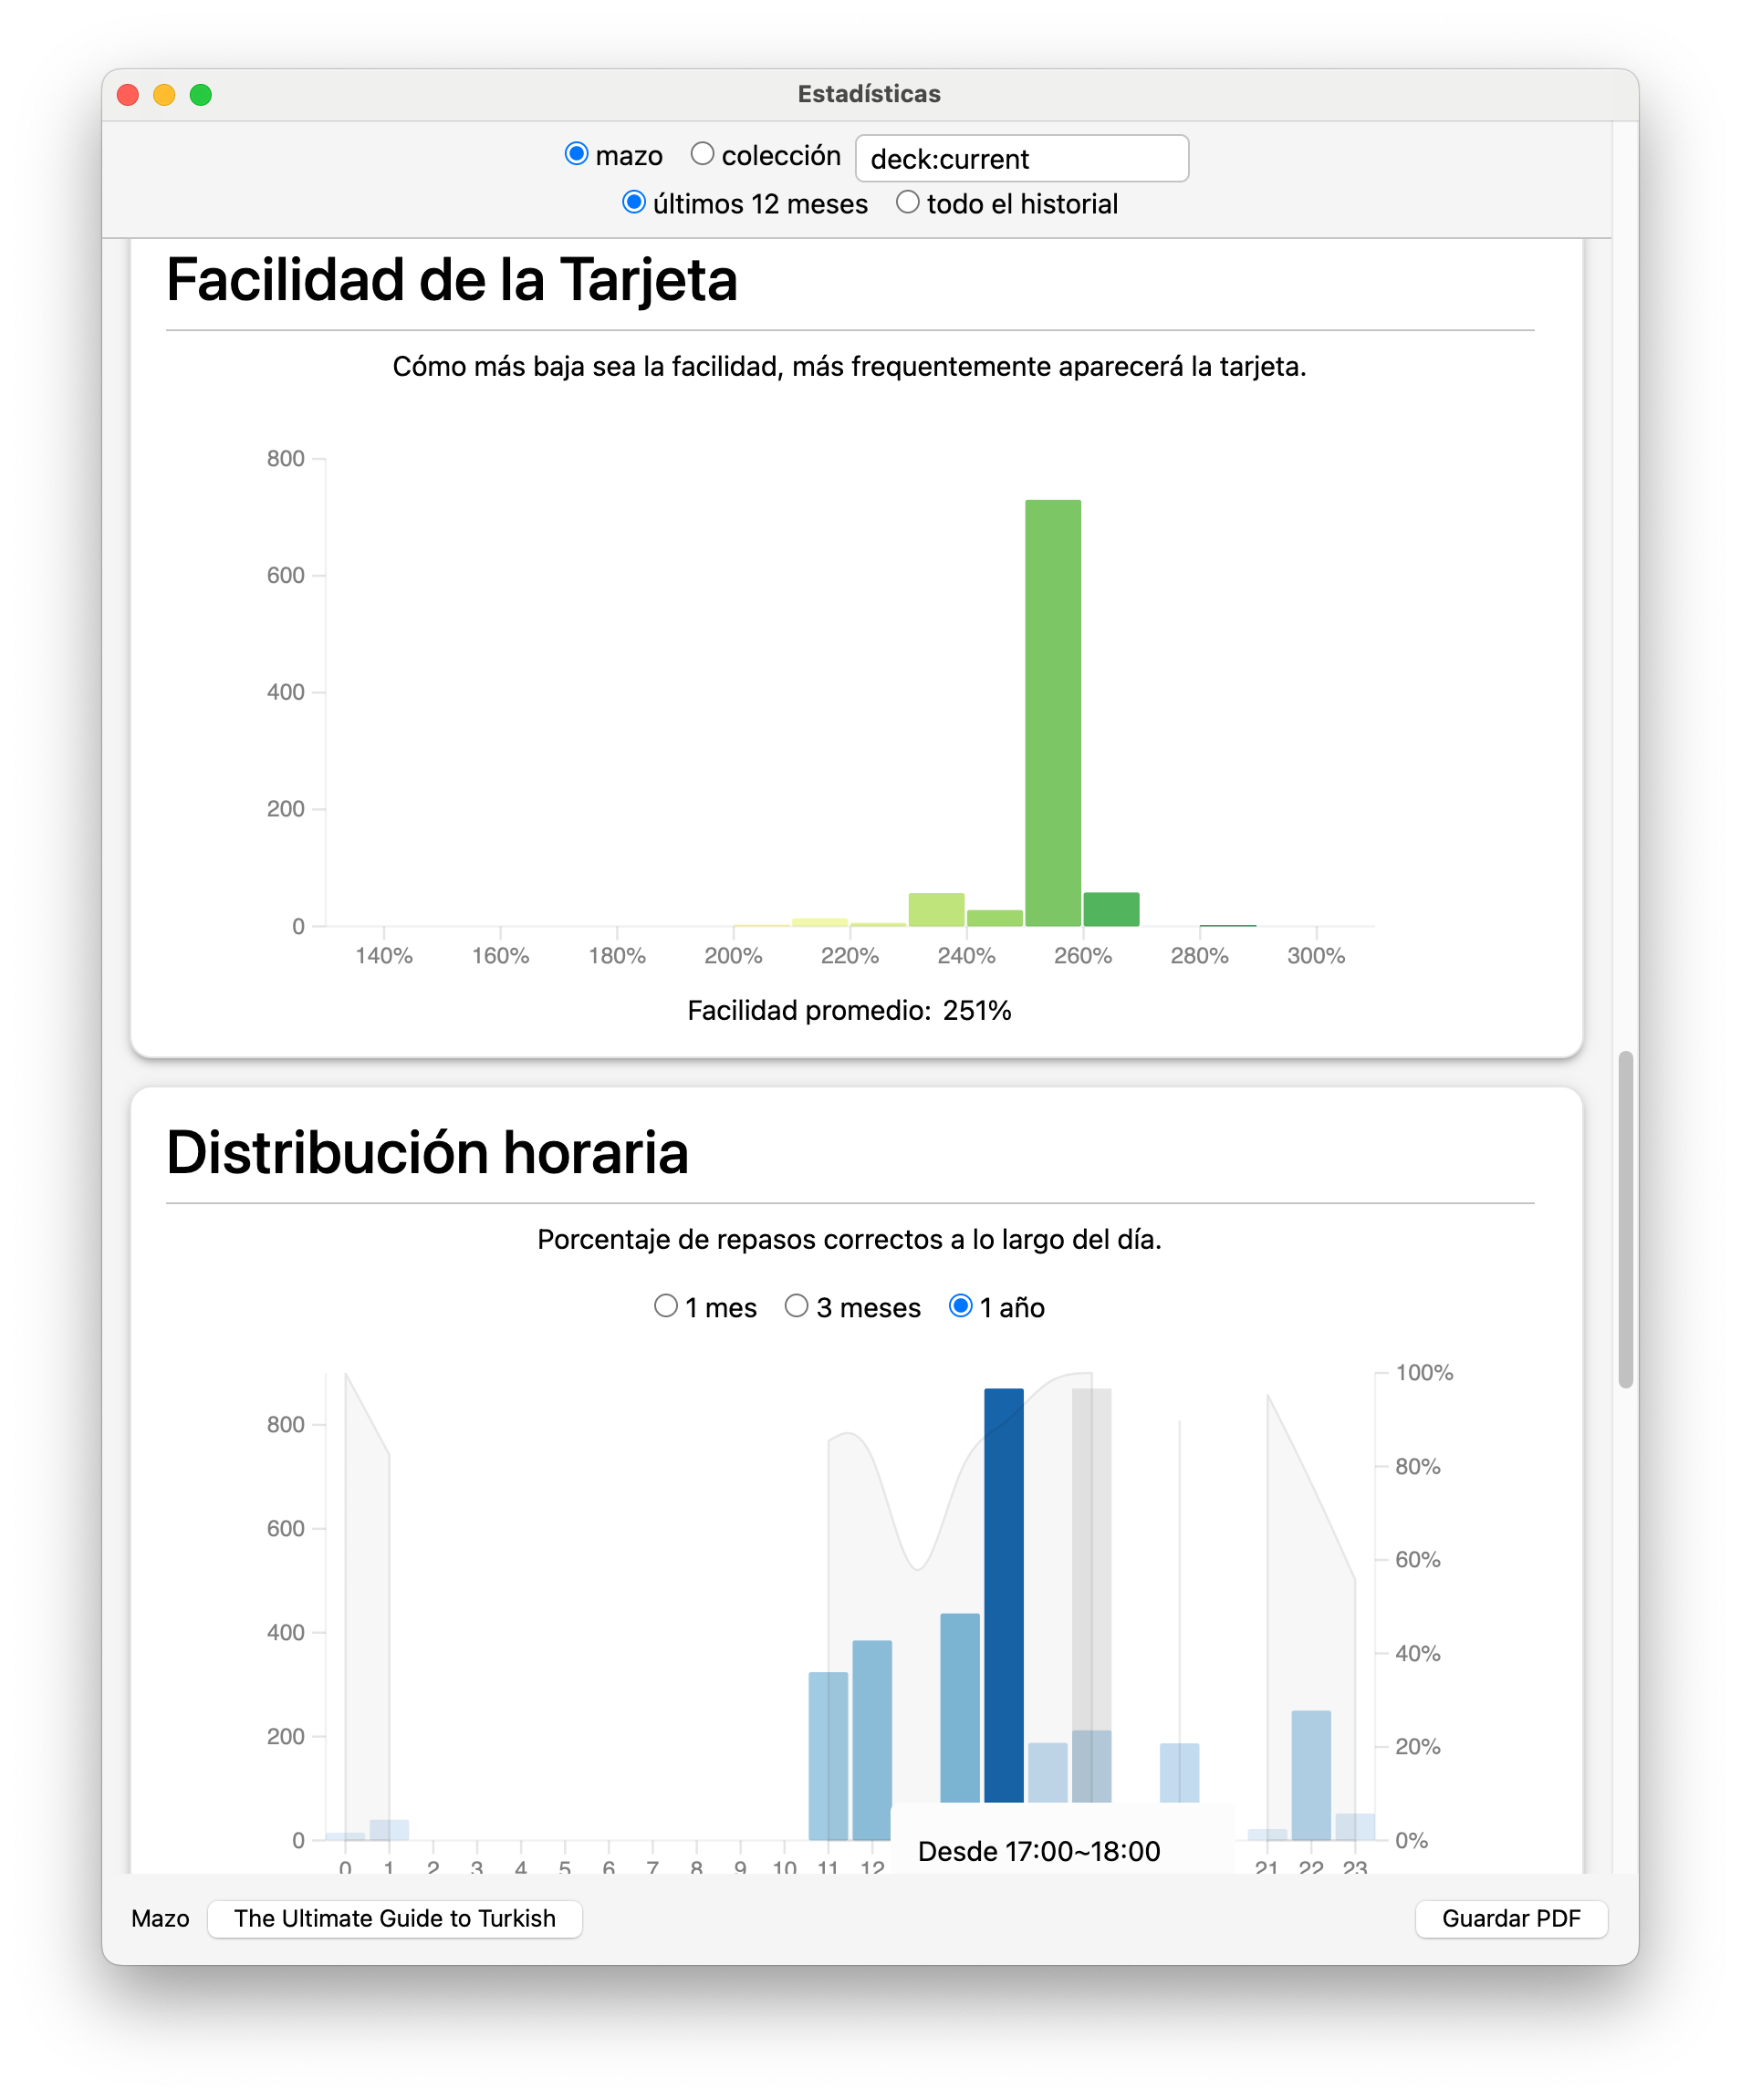 Estadísticas
mazo colección deck:current
últimos 12 meses todo el historial
Facilidad de la Tarjeta
Cómo más baja sea la facilidad, más frequentemente aparecerá la tarjeta.
800
600
400
200
0
140% 160% 180% 200% 220% 240% 260% 280% 300%
Facilidad promedio: 251%
Distribución horaria
Porcentaje de repasos correctos a lo largo del día.
1 mes 3 meses 1 año
100%
800
80%
600
60%
400
40%
200
20%
0
0%
Desde 17:00~18:00
0 1 2 3 4 5 6 7 8 9 10 11 12 21 22 23
Mazo The Ultimate Guide to Turkish Guardar PDF